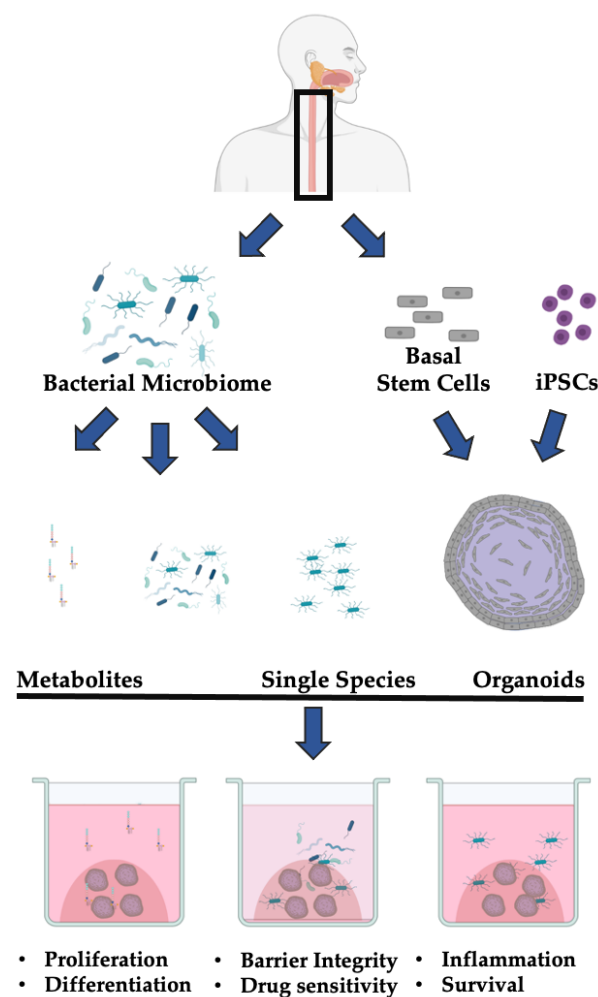 Bacterial Microbiome
Basal
Stem Cells
iPSCs
Metabolites
Single Species
Organoids
• Proliferation
• Differentiation
• Barrier Integrity
• Drug sensitivity
• Inflammation
• Survival